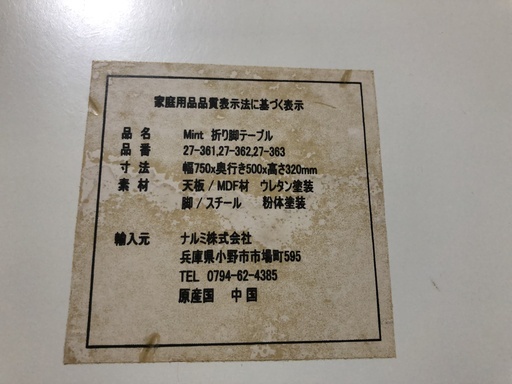 家庭用品品質表示法に基づく表示
品名 Mint 折り脚テーブル
品番 27-361,27-362,27-363
寸法 幅750x奥行き500x高さ320mm
素材 天板/MDF材 ウレタン塗装
脚/スチール 粉体塗装
輸入元 ナルミ株式会社
兵庫県小野市市場町595
TEL 0794-62-4385
原産国 中国